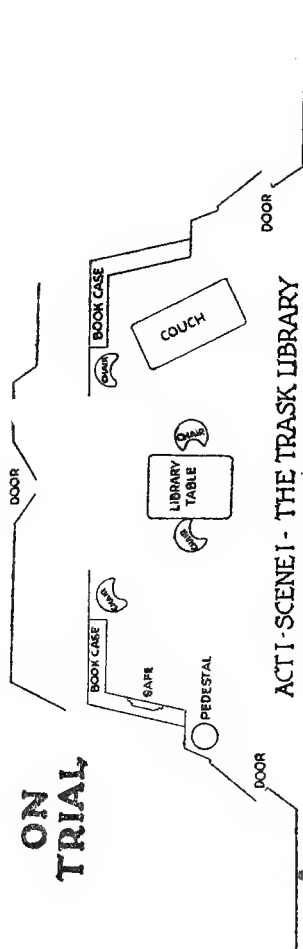 ON
TRIAL
DOOR
BOOK CASE
BOOK CASE
CHAIR
CHAIR
SAFE
LIBRARY
TABLE
CHAIR
CHAIR
COUCH
PEDESTAL
DOOR
DOOR
ACT I - SCENE I - THE TRASK LIBRARY